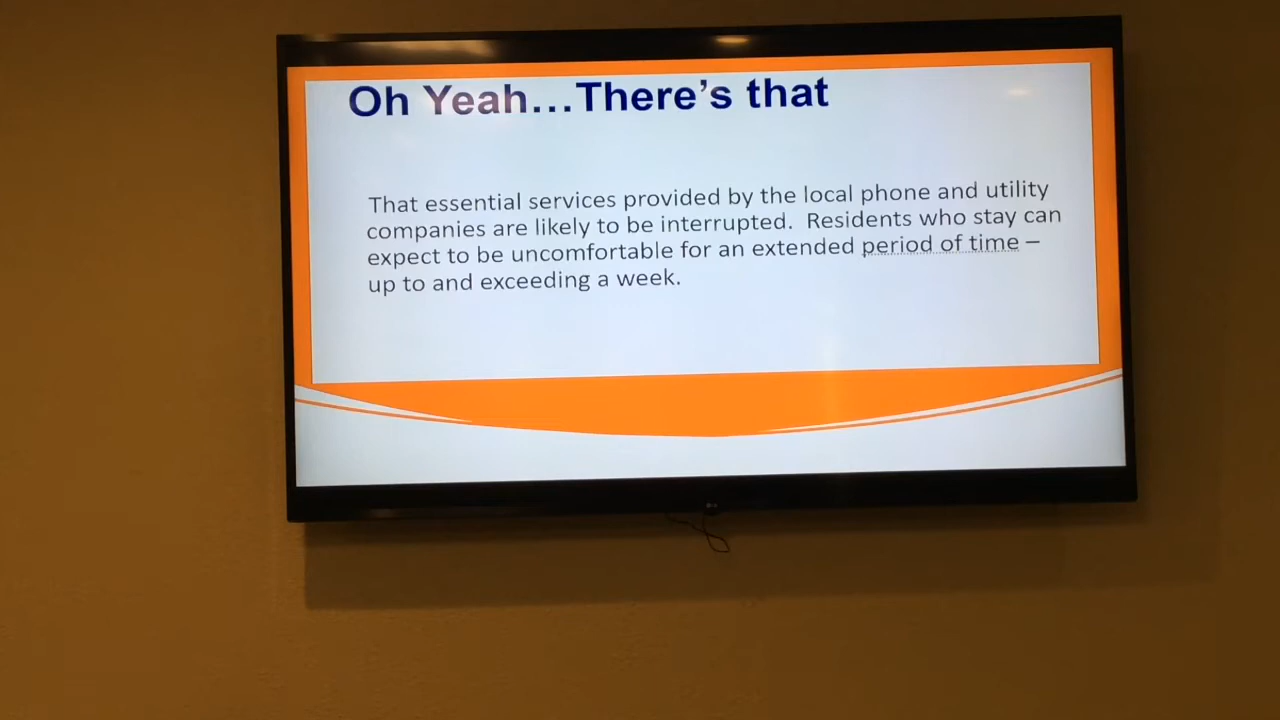 Oh Yeah...There's that
That essential services provided by the local phone and utility
companies are likely to be interrupted.  Residents who stay can
expect to be uncomfortable for an extended period of time –
up to and exceeding a week.